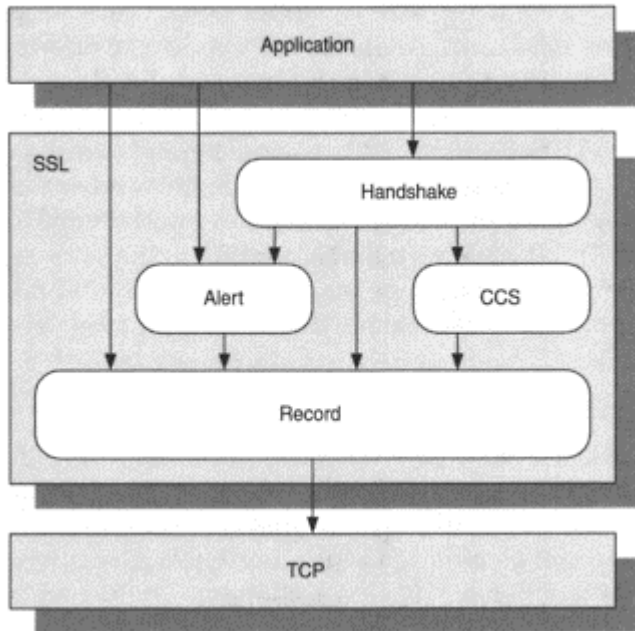 Application
SSL
Handshake
Alert
CCS
Record
TCP